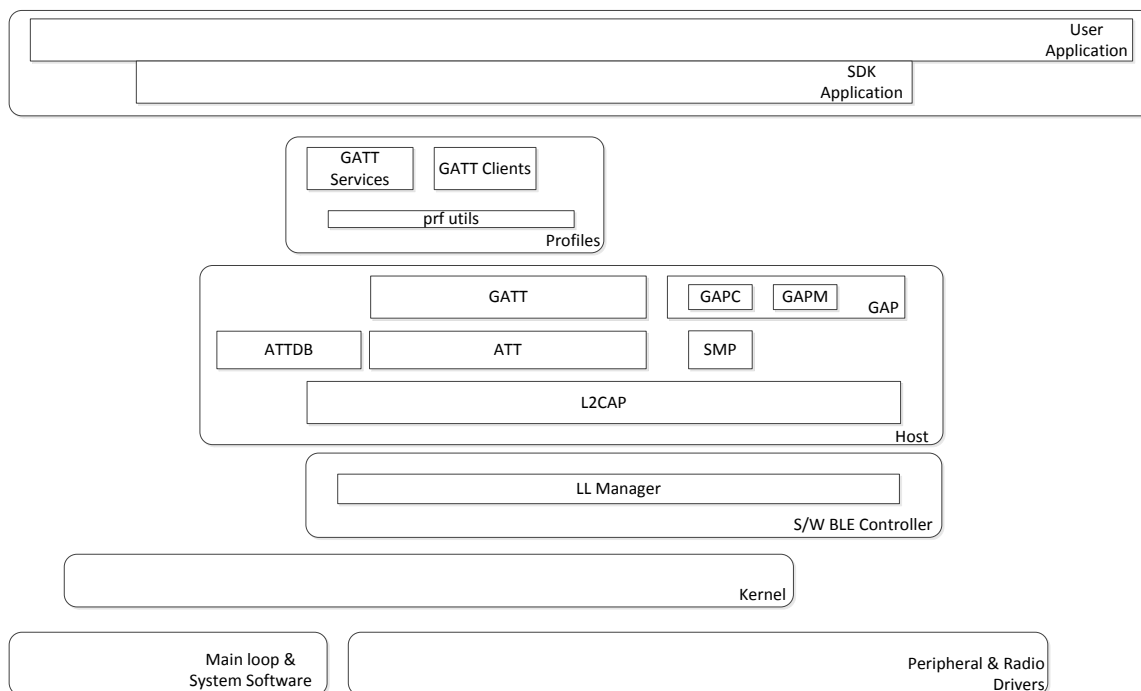 User
Application
SDK
Application
GATT
Services
GATT Clients
prf utils
Profiles
GATT
GAPC
GAPM
GAP
ATTDB
ATT
SMP
L2CAP
Host
LL Manager
S/W BLE Controller
Kernel
Main loop &
System Software
Peripheral & Radio
Drivers